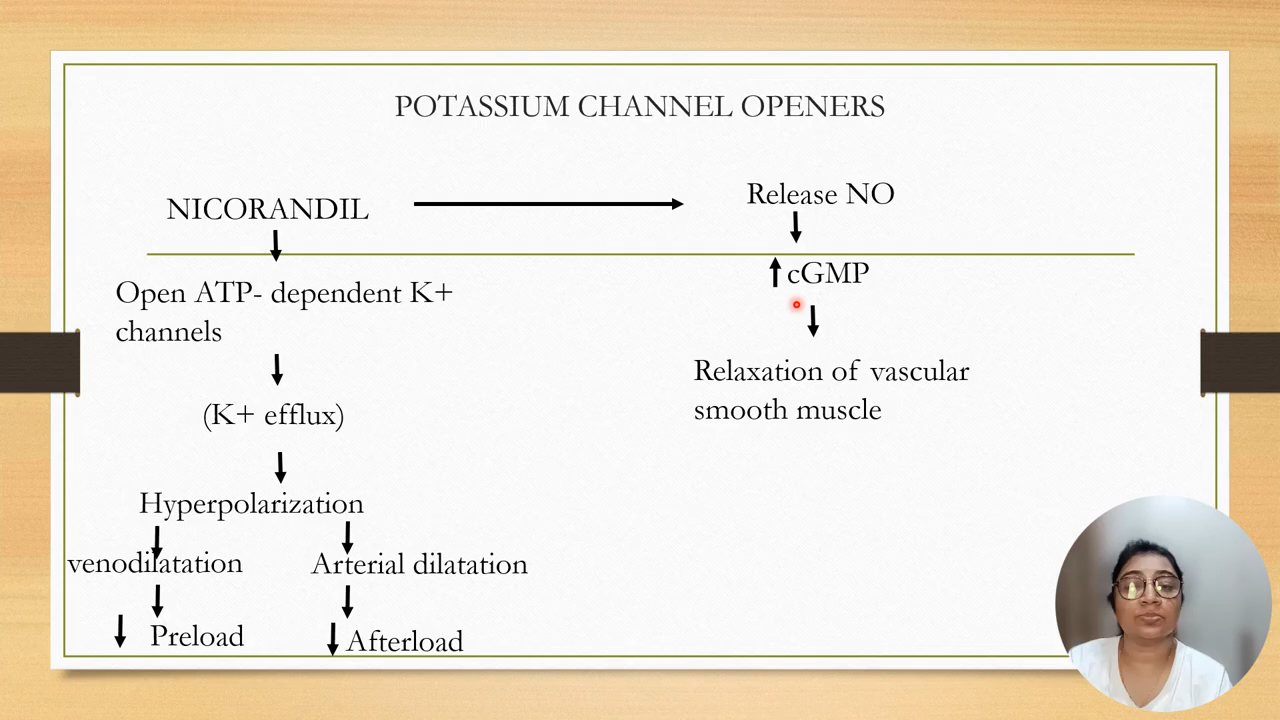 POTASSIUM CHANNEL OPENERS
NICORANDIL
Open ATP- dependent K+
channels
(K+ efflux)
Hyperpolarization
venodilatation
Arterial dilatation
Preload
Afterload
Release NO
cGMP
Relaxation of vascular
smooth muscle